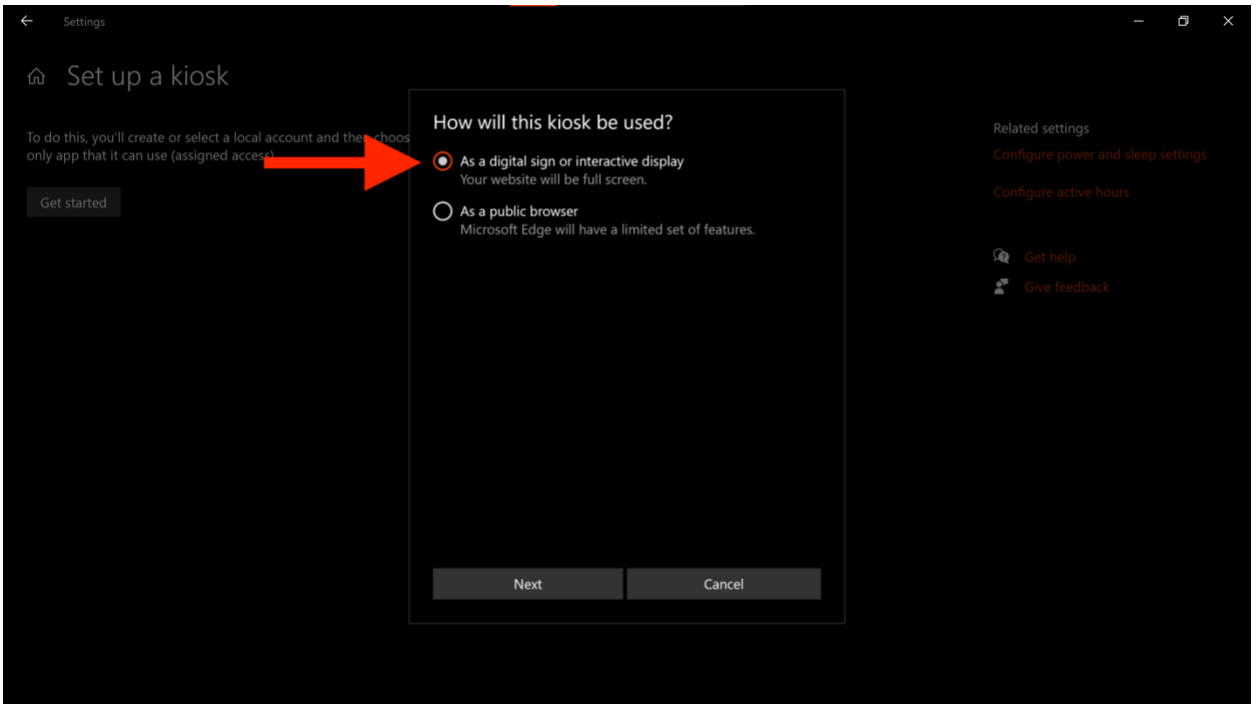 Settings
Set up a kiosk
To do this, you'll create or select a local account and then choos
only app that it can use (assigned access)
Get started
How will this kiosk be used?
As a digital sign or interactive display
Your website will be full screen.
As a public browser
Microsoft Edge will have a limited set of features.
Next
Cancel
Related settings
Configure power and sleep settings
Configure active hours
Get help
Give feedback